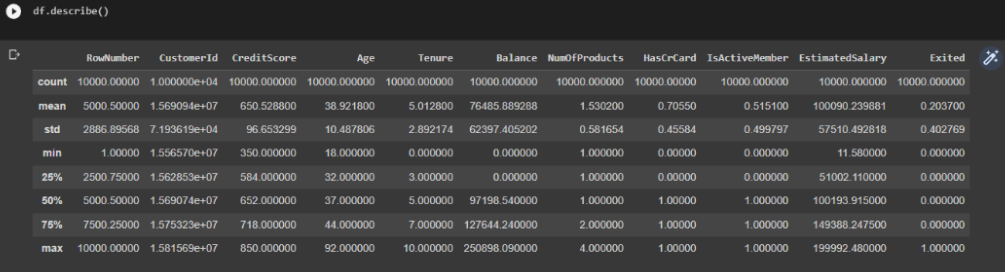 df.describe()
RowNumber CustomerId CreditScore Age Tenure Balance NumOfProducts HasCrCard IsActiveMember EstimatedSalary Exited
count 10000.00000 1.000000e+04 10000.000000 10000.000000 10000.000000 10000.000000 10000.000000 10000.00000 10000.000000 10000.000000 10000.000000
mean 5000.50000 1.569094e+07 650.528800 38.921800 5.012800 76485.889288 1.530200 0.70550 0.515100 100090.239881 0.203700
std 2886.89568 7.193619e+04 96.653299 10.487806 2.892174 62397.405202 0.581654 0.45584 0.499797 57510.492818 0.402769
min 1.00000 1.556570e+07 350.000000 18.000000 0.000000 0.000000 1.000000 0.00000 0.000000 11.580000 0.000000
25% 2500.75000 1.562853e+07 584.000000 32.000000 3.000000 0.000000 1.000000 0.00000 0.000000 51002.110000 0.000000
50% 5000.50000 1.569074e+07 652.000000 37.000000 5.000000 97198.540000 1.000000 1.00000 1.000000 100193.915000 0.000000
75% 7500.25000 1.575323e+07 718.000000 44.000000 7.000000 127644.240000 2.000000 1.00000 1.000000 149388.247500 0.000000
max 10000.00000 1.581569e+07 850.000000 92.000000 10.000000 250898.090000 4.000000 1.00000 1.000000 199992.480000 1.000000